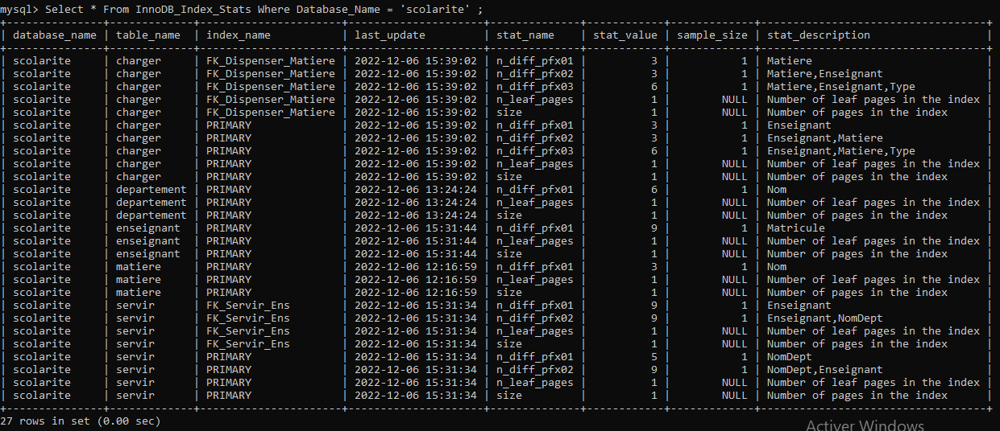 mysql> Select * From InnoDB_Index_Stats Where Database_Name = 'scolarite' ;
+---------------+-------------+----------------------+---------------------+--------------+------------+-------------+-----------------------------------+
| database_name | table_name | index_name | last_update | stat_name | stat_value | sample_size | stat_description |
+---------------+-------------+----------------------+---------------------+--------------+------------+-------------+-----------------------------------+
| scolarite | charger | FK_Dispenser_Matiere | 2022-12-06 15:39:02 | n_diff_pfx01 | 3 | 1 | Matiere |
| scolarite | charger | FK_Dispenser_Matiere | 2022-12-06 15:39:02 | n_diff_pfx02 | 3 | 1 | Matiere,Enseignant |
| scolarite | charger | FK_Dispenser_Matiere | 2022-12-06 15:39:02 | n_diff_pfx03 | 6 | 1 | Matiere,Enseignant,Type |
| scolarite | charger | FK_Dispenser_Matiere | 2022-12-06 15:39:02 | n_leaf_pages | 1 | NULL | Number of leaf pages in the index |
| scolarite | charger | FK_Dispenser_Matiere | 2022-12-06 15:39:02 | size | 1 | NULL | Number of pages in the index |
| scolarite | charger | PRIMARY | 2022-12-06 15:39:02 | n_diff_pfx01 | 3 | 1 | Enseignant |
| scolarite | charger | PRIMARY | 2022-12-06 15:39:02 | n_diff_pfx02 | 3 | 1 | Enseignant,Matiere |
| scolarite | charger | PRIMARY | 2022-12-06 15:39:02 | n_diff_pfx03 | 6 | 1 | Enseignant,Matiere,Type |
| scolarite | charger | PRIMARY | 2022-12-06 15:39:02 | n_leaf_pages | 1 | NULL | Number of leaf pages in the index |
| scolarite | charger | PRIMARY | 2022-12-06 15:39:02 | size | 1 | NULL | Number of pages in the index |
| scolarite | departement | PRIMARY | 2022-12-06 13:24:24 | n_diff_pfx01 | 6 | 1 | Nom |
| scolarite | departement | PRIMARY | 2022-12-06 13:24:24 | n_leaf_pages | 1 | NULL | Number of leaf pages in the index |
| scolarite | departement | PRIMARY | 2022-12-06 13:24:24 | size | 1 | NULL | Number of pages in the index |
| scolarite | enseignant | PRIMARY | 2022-12-06 15:31:44 | n_diff_pfx01 | 9 | 1 | Matricule |
| scolarite | enseignant | PRIMARY | 2022-12-06 15:31:44 | n_leaf_pages | 1 | NULL | Number of leaf pages in the index |
| scolarite | enseignant | PRIMARY | 2022-12-06 15:31:44 | size | 1 | NULL | Number of pages in the index |
| scolarite | matiere | PRIMARY | 2022-12-06 12:16:59 | n_diff_pfx01 | 3 | 1 | Nom |
| scolarite | matiere | PRIMARY | 2022-12-06 12:16:59 | n_leaf_pages | 1 | NULL | Number of leaf pages in the index |
| scolarite | matiere | PRIMARY | 2022-12-06 12:16:59 | size | 1 | NULL | Number of pages in the index |
| scolarite | servir | FK_Servir_Ens | 2022-12-06 15:31:34 | n_diff_pfx01 | 9 | 1 | Enseignant |
| scolarite | servir | FK_Servir_Ens | 2022-12-06 15:31:34 | n_diff_pfx02 | 9 | 1 | Enseignant,NomDept |
| scolarite | servir | FK_Servir_Ens | 2022-12-06 15:31:34 | n_leaf_pages | 1 | NULL | Number of leaf pages in the index |
| scolarite | servir | FK_Servir_Ens | 2022-12-06 15:31:34 | size | 1 | NULL | Number of pages in the index |
| scolarite | servir | PRIMARY | 2022-12-06 15:31:34 | n_diff_pfx01 | 5 | 1 | NomDept |
| scolarite | servir | PRIMARY | 2022-12-06 15:31:34 | n_diff_pfx02 | 9 | 1 | NomDept,Enseignant |
| scolarite | servir | PRIMARY | 2022-12-06 15:31:34 | n_leaf_pages | 1 | NULL | Number of leaf pages in the index |
| scolarite | servir | PRIMARY | 2022-12-06 15:31:34 | size | 1 | NULL | Number of pages in the index |
+---------------+-------------+----------------------+---------------------+--------------+------------+-------------+-----------------------------------+
27 rows in set (0.00 sec)
Activer Windows